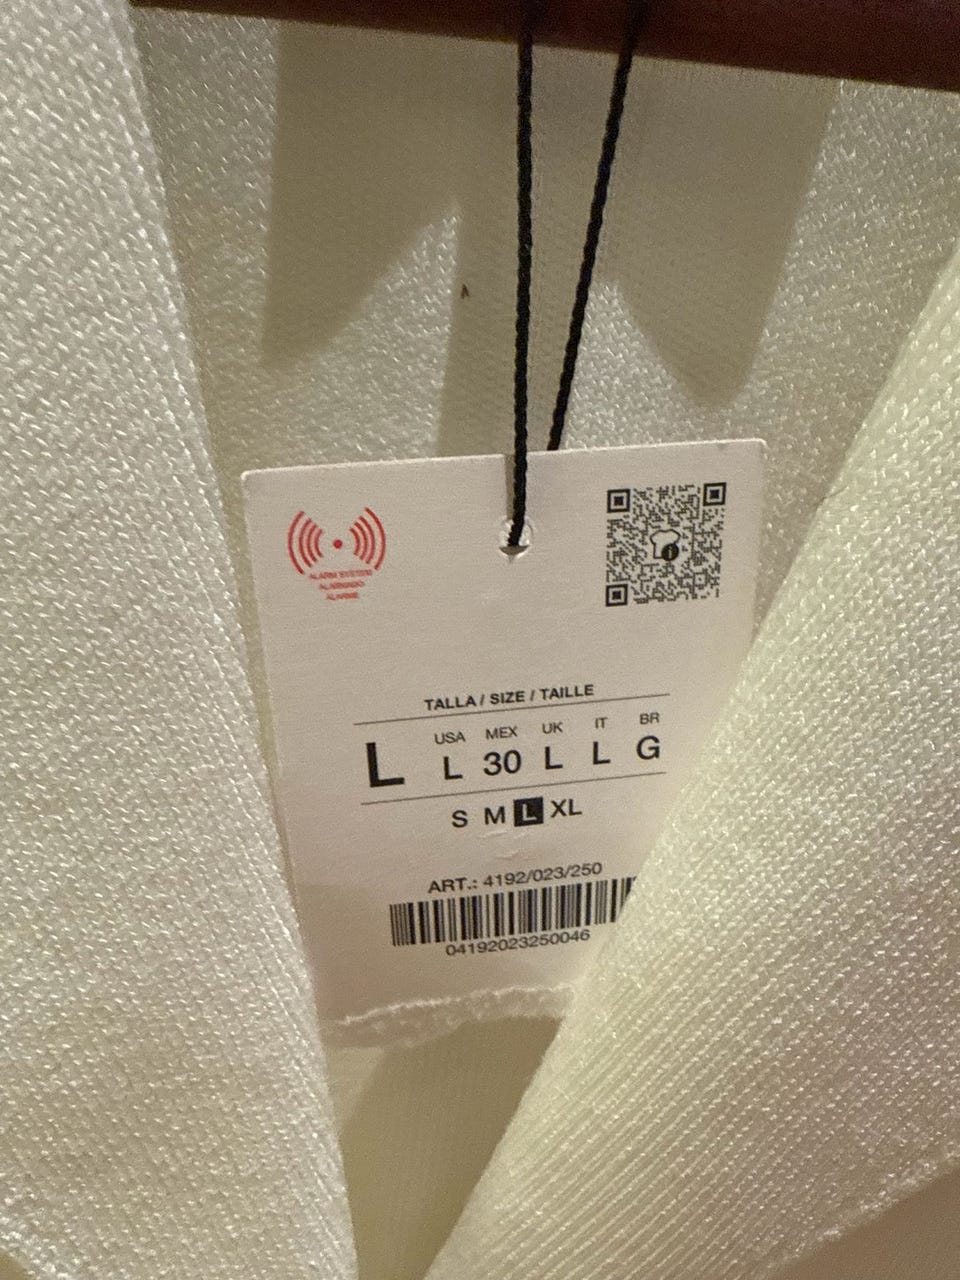 ALARM SYSTEM
ALARMADO
ALARME
TALLA / SIZE / TAILLE
L USA MEX UK IT BR
L 30 L L G
S M L XL
ART.: 4192/023/250
04192023250046